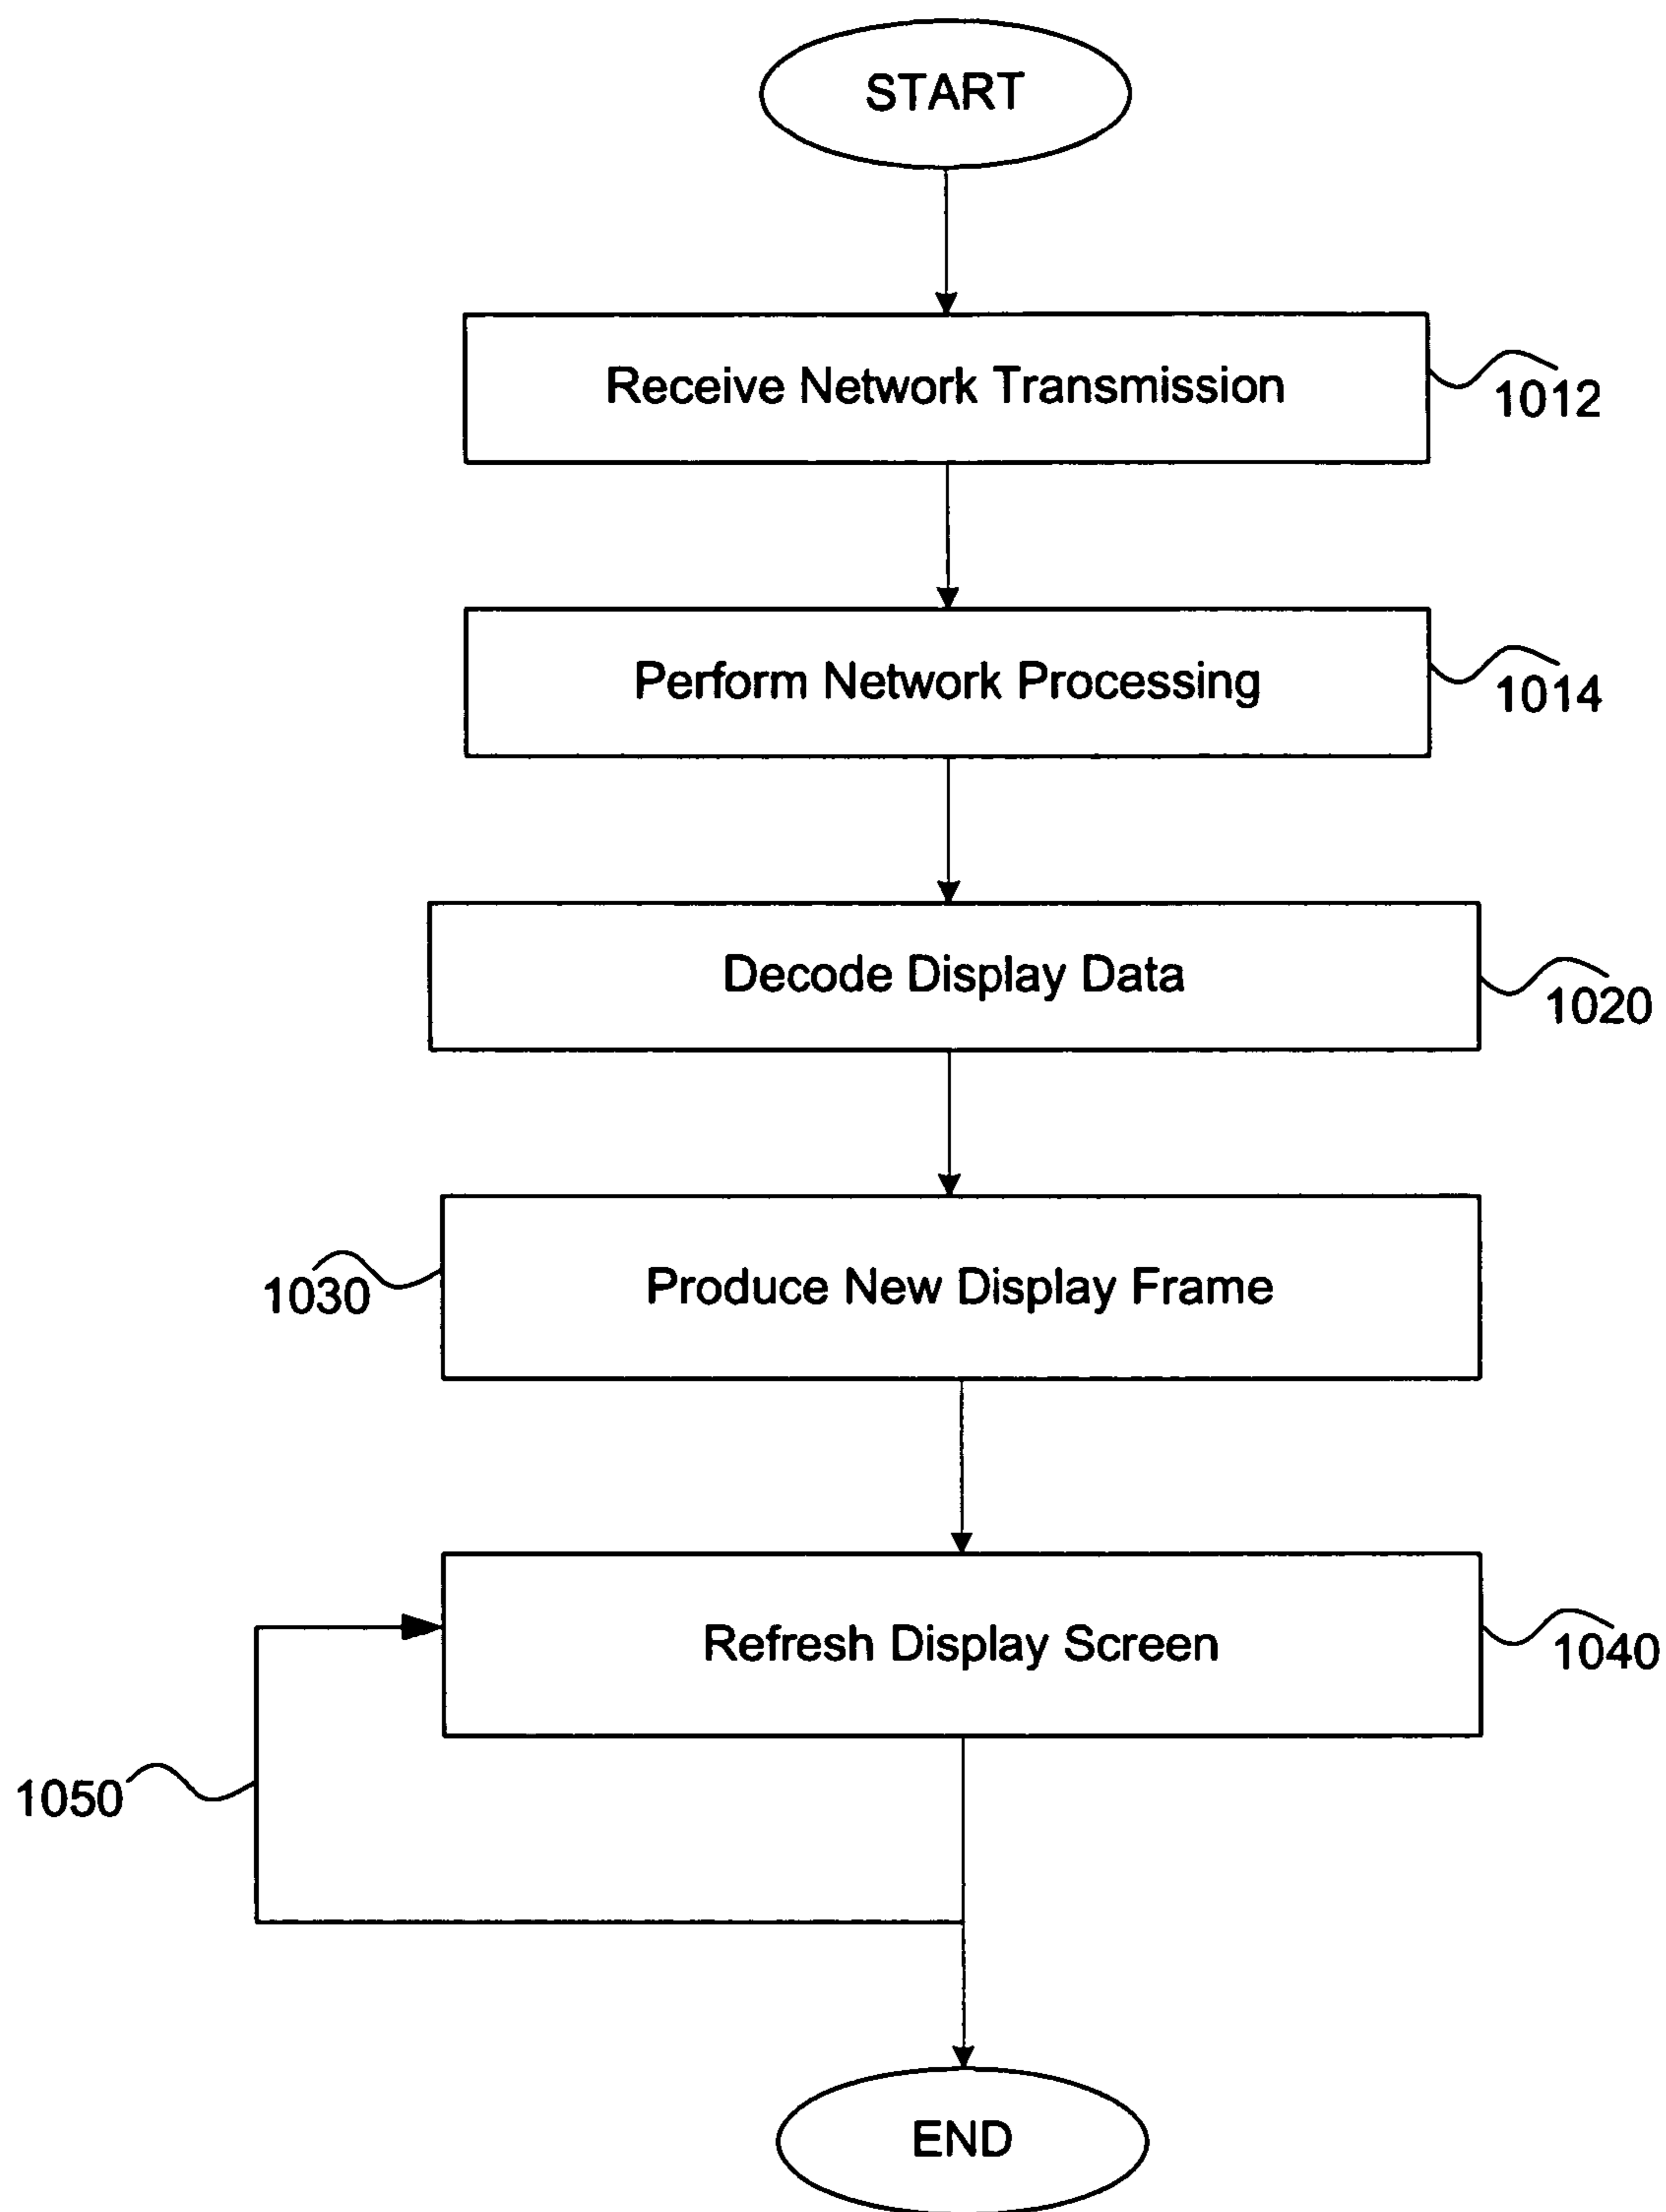 START
Receive Network Transmission
1012
Perform Network Processing
1014
Decode Display Data
1020
Produce New Display Frame
1030
Refresh Display Screen
1040
1050
END